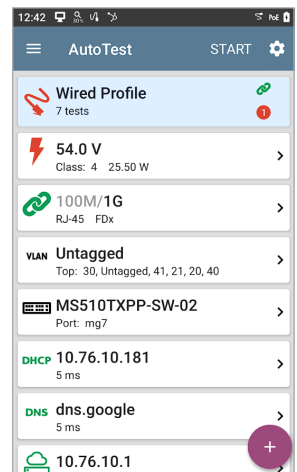 12:42 30% PoE
AutoTest START
Wired Profile
7 tests 1
54.0 V
Class: 4 25.50 W
100M/1G
RJ-45 FDx
VLAN Untagged
Top: 30, Untagged, 41, 21, 20, 40
MS510TXPP-SW-02
Port: mg7
DHCP 10.76.10.181
5 ms
DNS dns.google
5 ms
10.76.10.1
+